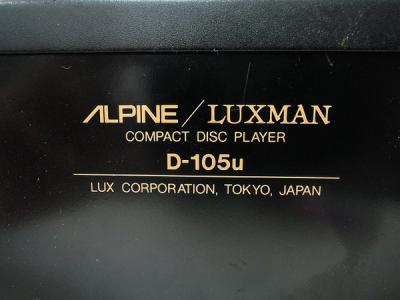 ALPINE / LUXMAN
COMPACT DISC PLAYER
D-105u
LUX CORPORATION, TOKYO, JAPAN